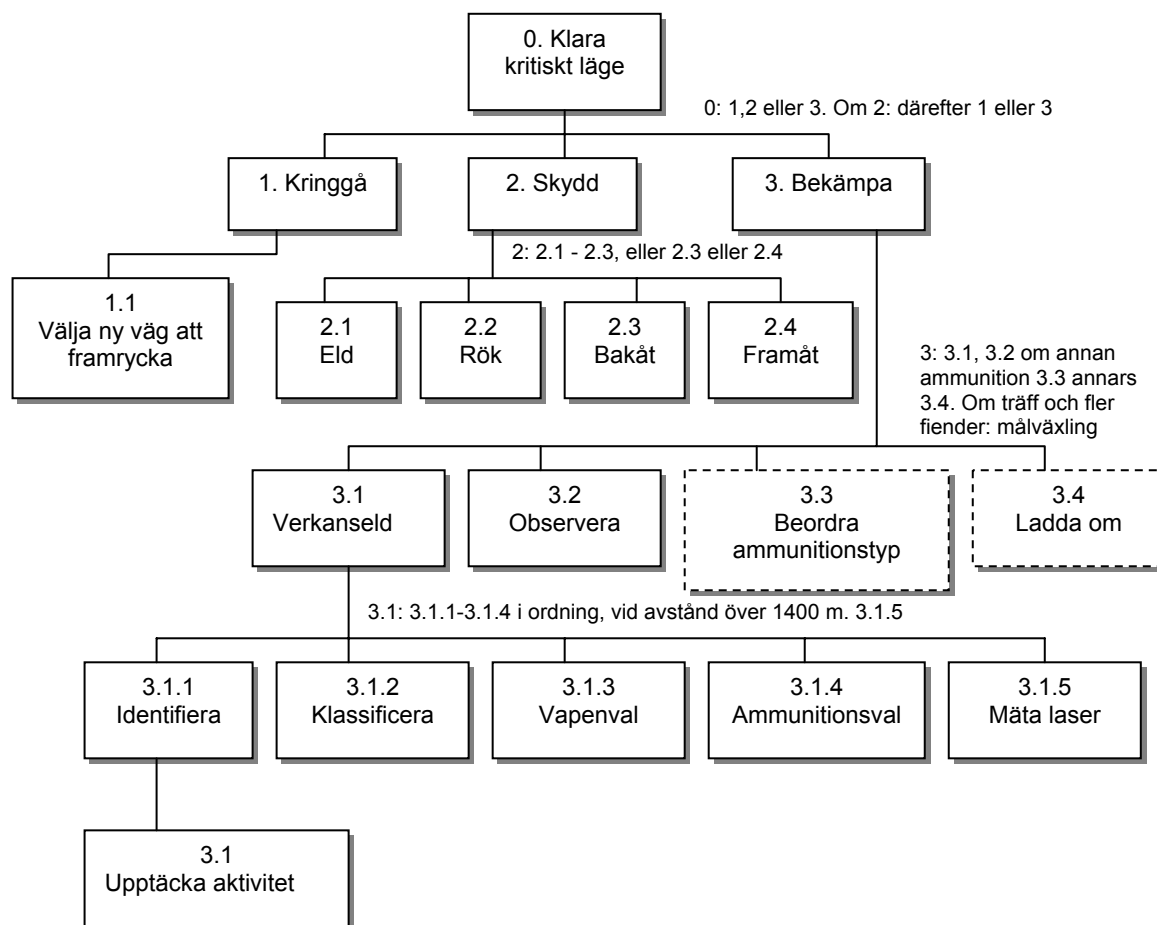 0. Klara
kritiskt läge
0: 1,2 eller 3. Om 2: därefter 1 eller 3
1. Kringgå
2. Skydd
3. Bekämpa
2: 2.1 - 2.3, eller 2.3 eller 2.4
1.1
Välja ny väg att
framrycka
2.1
Eld
2.2
Rök
2.3
Bakåt
2.4
Framåt
3: 3.1, 3.2 om annan
ammunition 3.3 annars
3.4. Om träff och fler
fiender: målväxling
3.1
Verkanseld
3.2
Observera
3.3
Beordra
ammunitionstyp
3.4
Ladda om
3.1: 3.1.1-3.1.4 i ordning, vid avstånd över 1400 m. 3.1.5
3.1.1
Identifiera
3.1.2
Klassificera
3.1.3
Vapenval
3.1.4
Ammunitionsval
3.1.5
Mäta laser
3.1
Upptäcka aktivitet